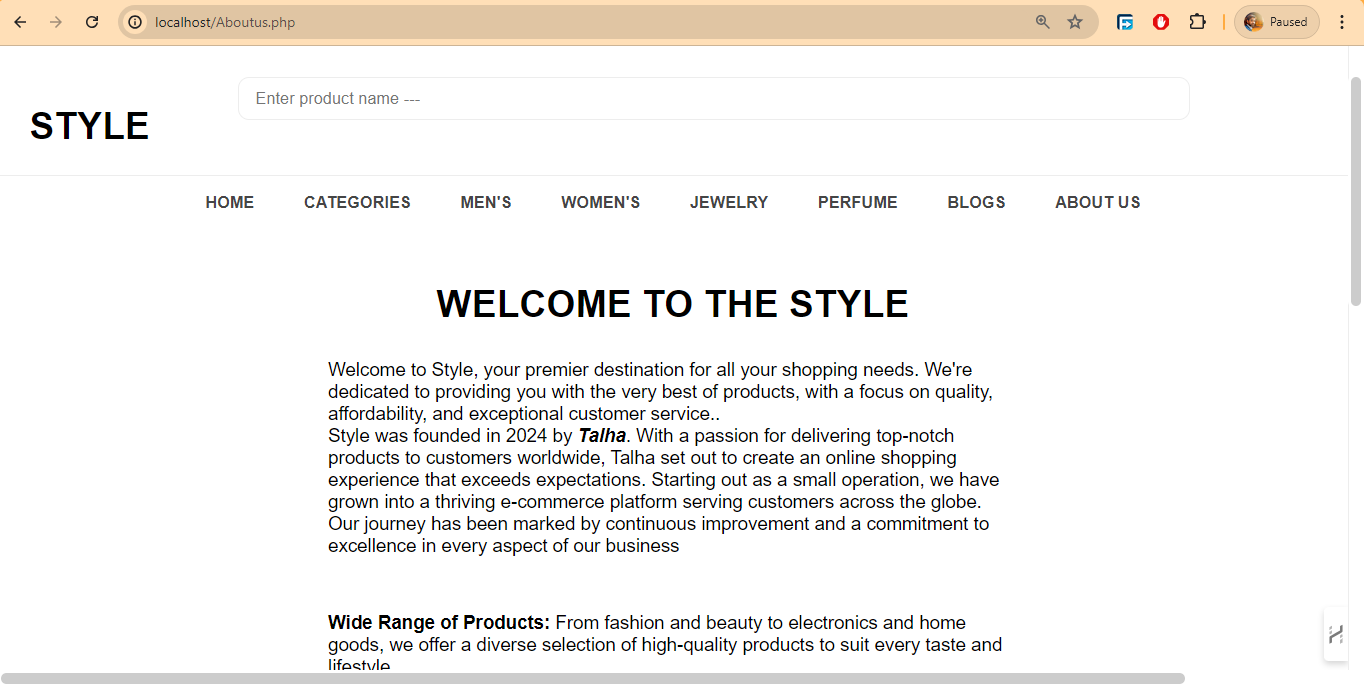 localhost/Aboutus.php
Paused
Enter product name ---
STYLE
HOME CATEGORIES MEN'S WOMEN'S JEWELRY PERFUME BLOGS ABOUT US
WELCOME TO THE STYLE
Welcome to Style, your premier destination for all your shopping needs. We're
dedicated to providing you with the very best of products, with a focus on quality,
affordability, and exceptional customer service..
Style was founded in 2024 by Talha. With a passion for delivering top-notch
products to customers worldwide, Talha set out to create an online shopping
experience that exceeds expectations. Starting out as a small operation, we have
grown into a thriving e-commerce platform serving customers across the globe.
Our journey has been marked by continuous improvement and a commitment to
excellence in every aspect of our business
Wide Range of Products: From fashion and beauty to electronics and home
goods, we offer a diverse selection of high-quality products to suit every taste and
lifestyle